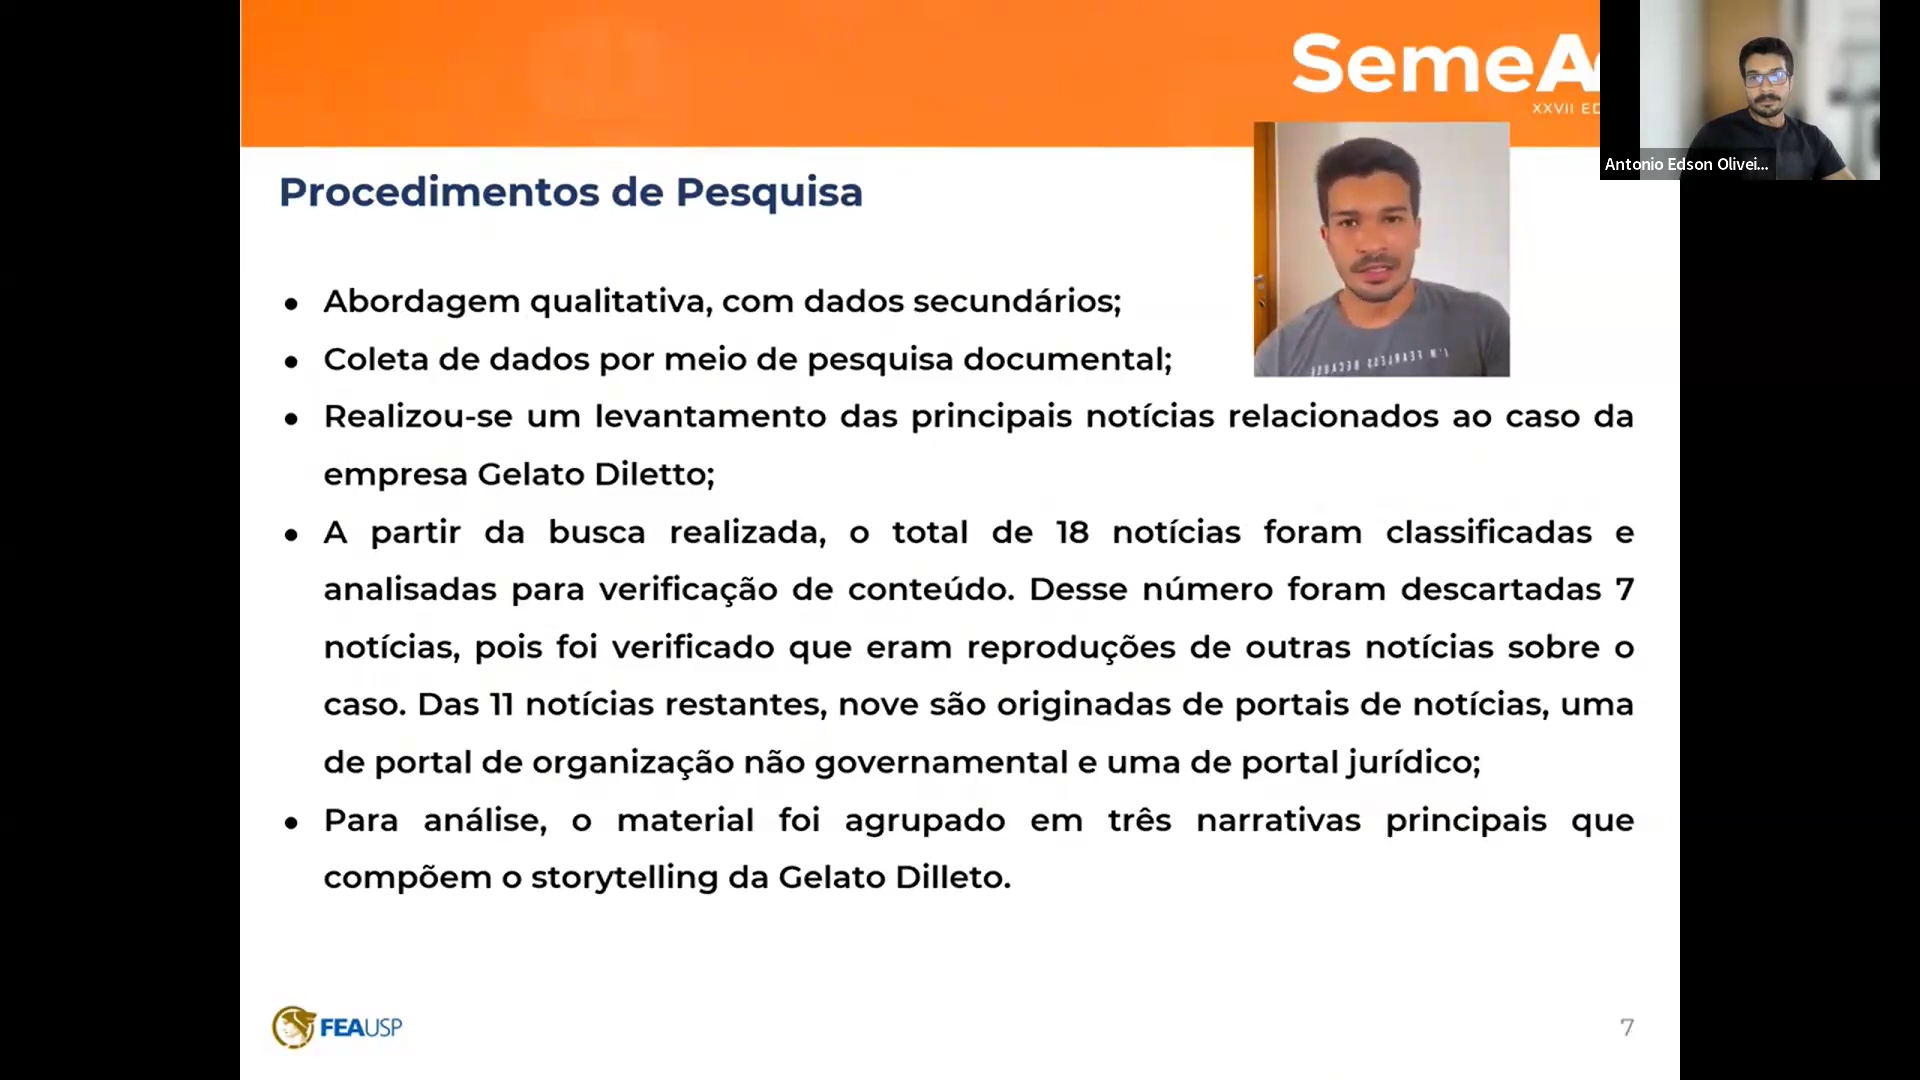 SemeA
XXVII ED
Antonio Edson Olivei...
Procedimentos de Pesquisa
• Abordagem qualitativa, com dados secundários;
• Coleta de dados por meio de pesquisa documental;
• Realizou-se um levantamento das principais notícias relacionados ao caso da
empresa Gelato Diletto;
• A partir da busca realizada, o total de 18 notícias foram classificadas e
analisadas para verificação de conteúdo. Desse número foram descartadas 7
notícias, pois foi verificado que eram reproduções de outras notícias sobre o
caso. Das 11 notícias restantes, nove são originadas de portais de notícias, uma
de portal de organização não governamental e uma de portal jurídico;
• Para análise, o material foi agrupado em três narrativas principais que
compõem o storytelling da Gelato Dilleto.
I'M FEARLESS BECAUSE
FEAUSP
7